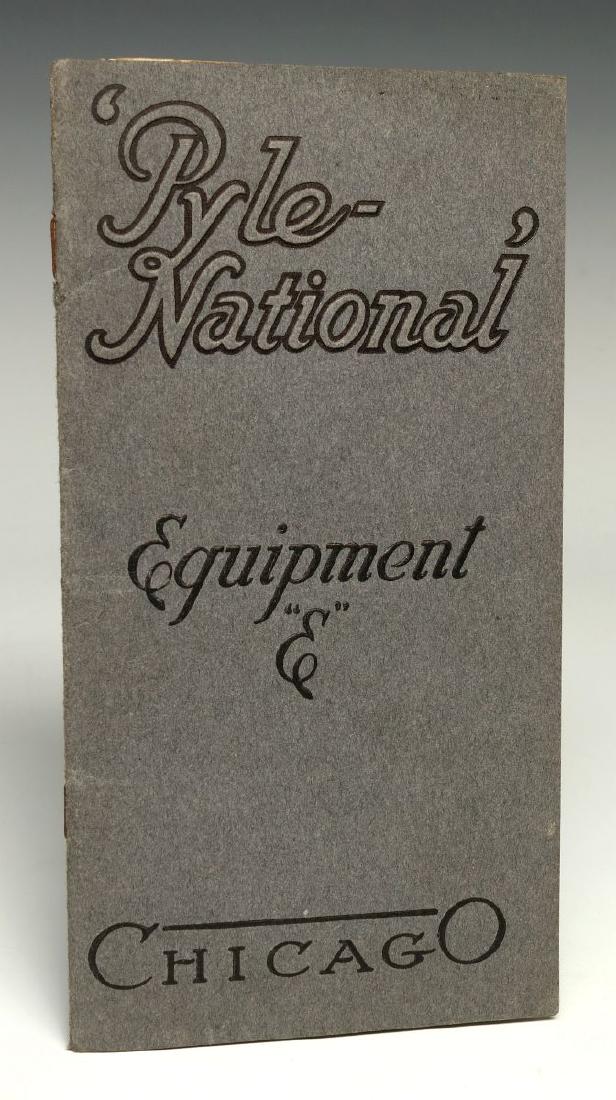 ‘Pyle-
National’
Equipment
"E"
CHICAGO